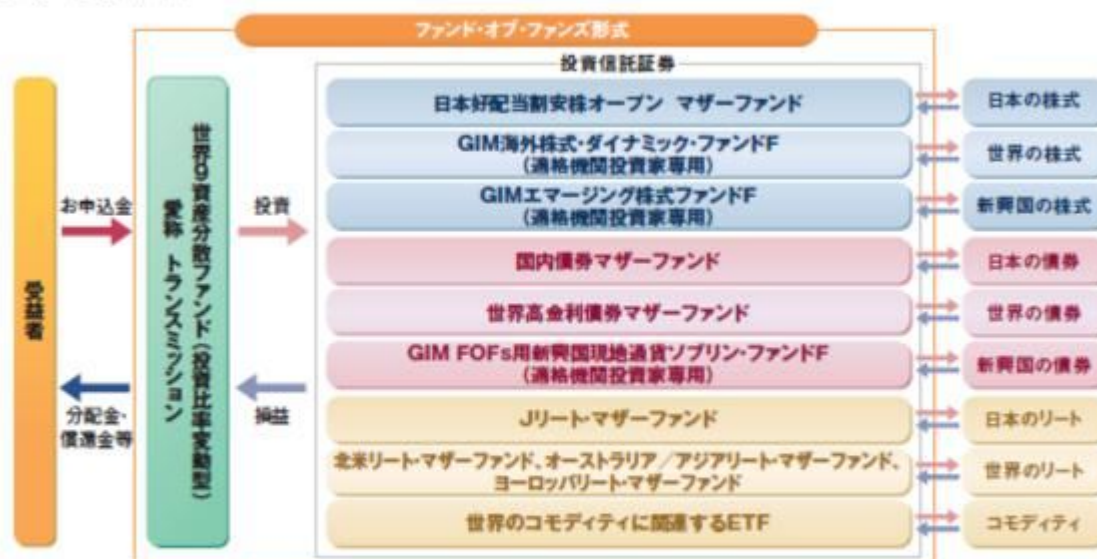 ファンド・オブ・ファンズ形式
投資信託証券
受益者
お申込金
分配金・
償還金等
世界9資産分散ファンド(投資比率変動型)
愛称 トランスミッション
投資
損益
日本好配当割安株オープン マザーファンド
日本の株式
GIM海外株式・ダイナミック・ファンドF
(適格機関投資家専用)
世界の株式
GIMエマージング株式ファンドF
(適格機関投資家専用)
新興国の株式
国内債券マザーファンド
日本の債券
世界高金利債券マザーファンド
世界の債券
GIM FOFs用新興国現地通貨ソブリン・ファンドF
(適格機関投資家専用)
新興国の債券
Jリート・マザーファンド
日本のリート
北米リート・マザーファンド、オーストラリア/アジアリート・マザーファンド、
ヨーロッパリート・マザーファンド
世界のリート
世界のコモディティに関連するETF
コモディティ